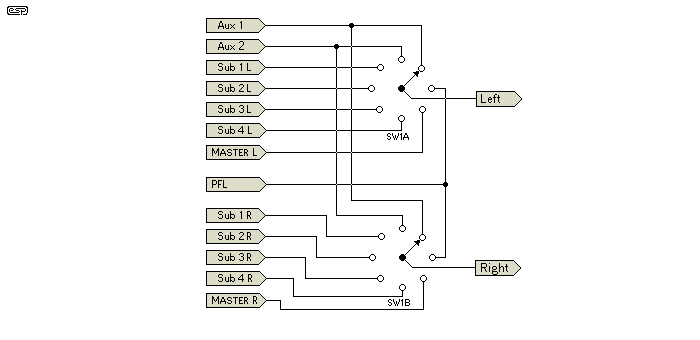 esp
Aux 1
Aux 2
Sub 1 L
Sub 2 L
Sub 3 L
Sub 4 L
MASTER L
SW1A
Left
PFL
Sub 1 R
Sub 2 R
Sub 3 R
Sub 4 R
MASTER R
SW1B
Right